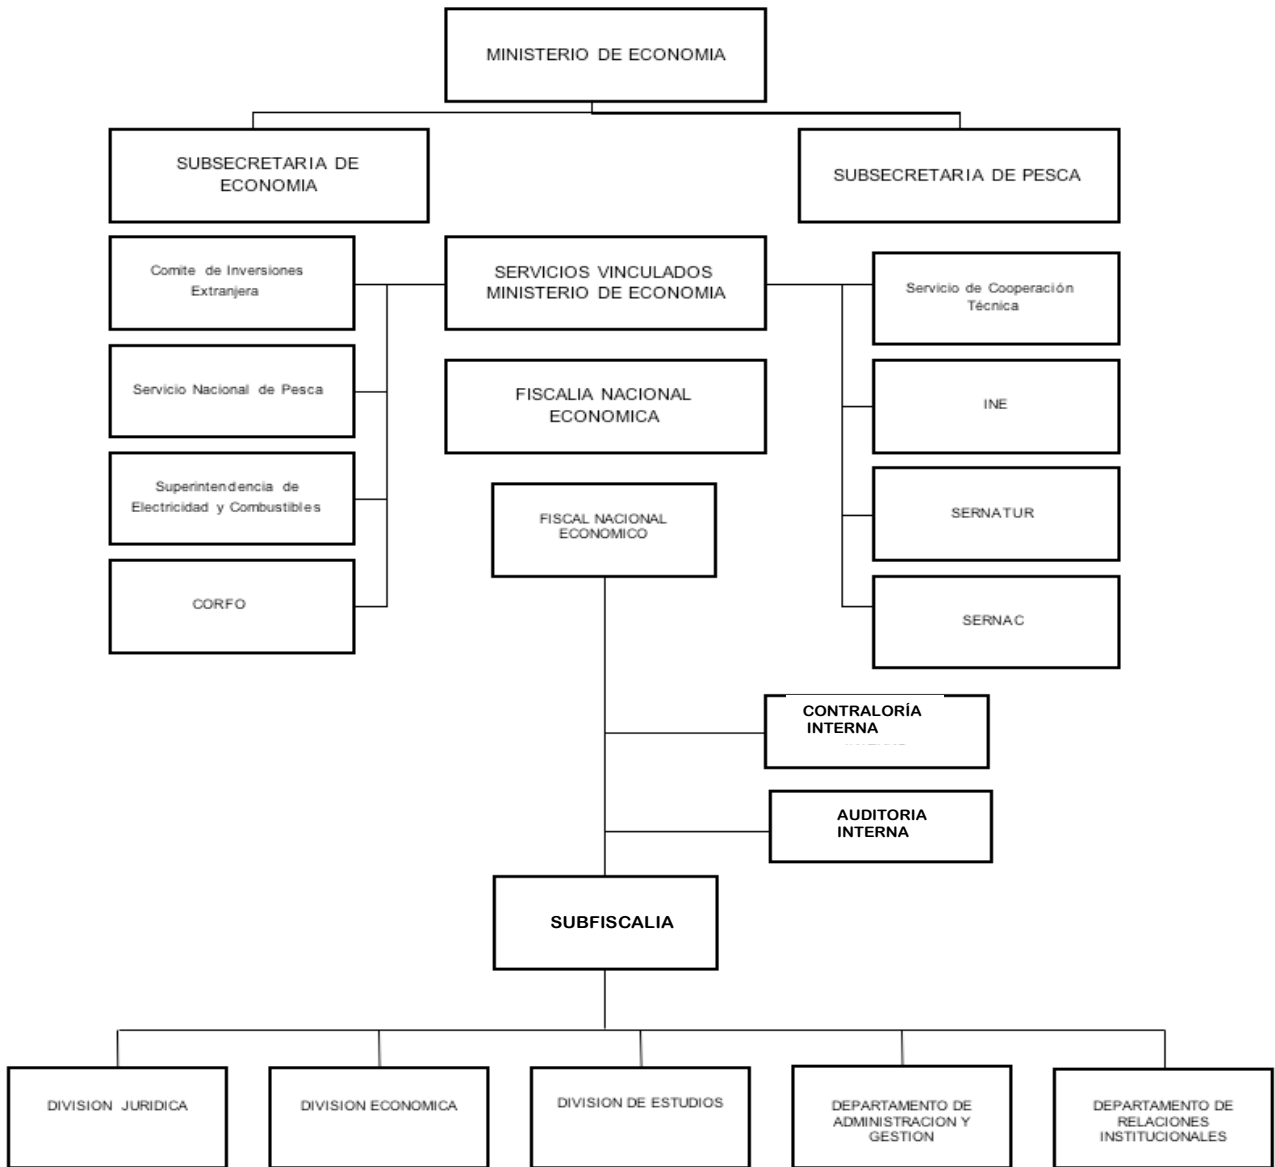 MINISTERIO DE ECONOMIA
SUBSECRETARIA DE
ECONOMIA
SUBSECRETARIA DE PESCA
Comite de Inversiones
Extranjera
SERVICIOS VINCULADOS
MINISTERIO DE ECONOMIA
Servicio de Cooperación
Técnica
Servicio Nacional de Pesca
FISCALIA NACIONAL
ECONOMICA
INE
Superintendencia de
Electricidad y Combustibles
FISCAL NACIONAL
ECONOMICO
SERNATUR
CORFO
SERNAC
CONTRALORÍA
INTERNA
AUDITORIA
INTERNA
SUBFISCALIA
DIVISION JURIDICA
DIVISION ECONOMICA
DIVISION DE ESTUDIOS
DEPARTAMENTO DE
ADMINISTRACION Y
GESTION
DEPARTAMENTO DE
RELACIONES
INSTITUCIONALES